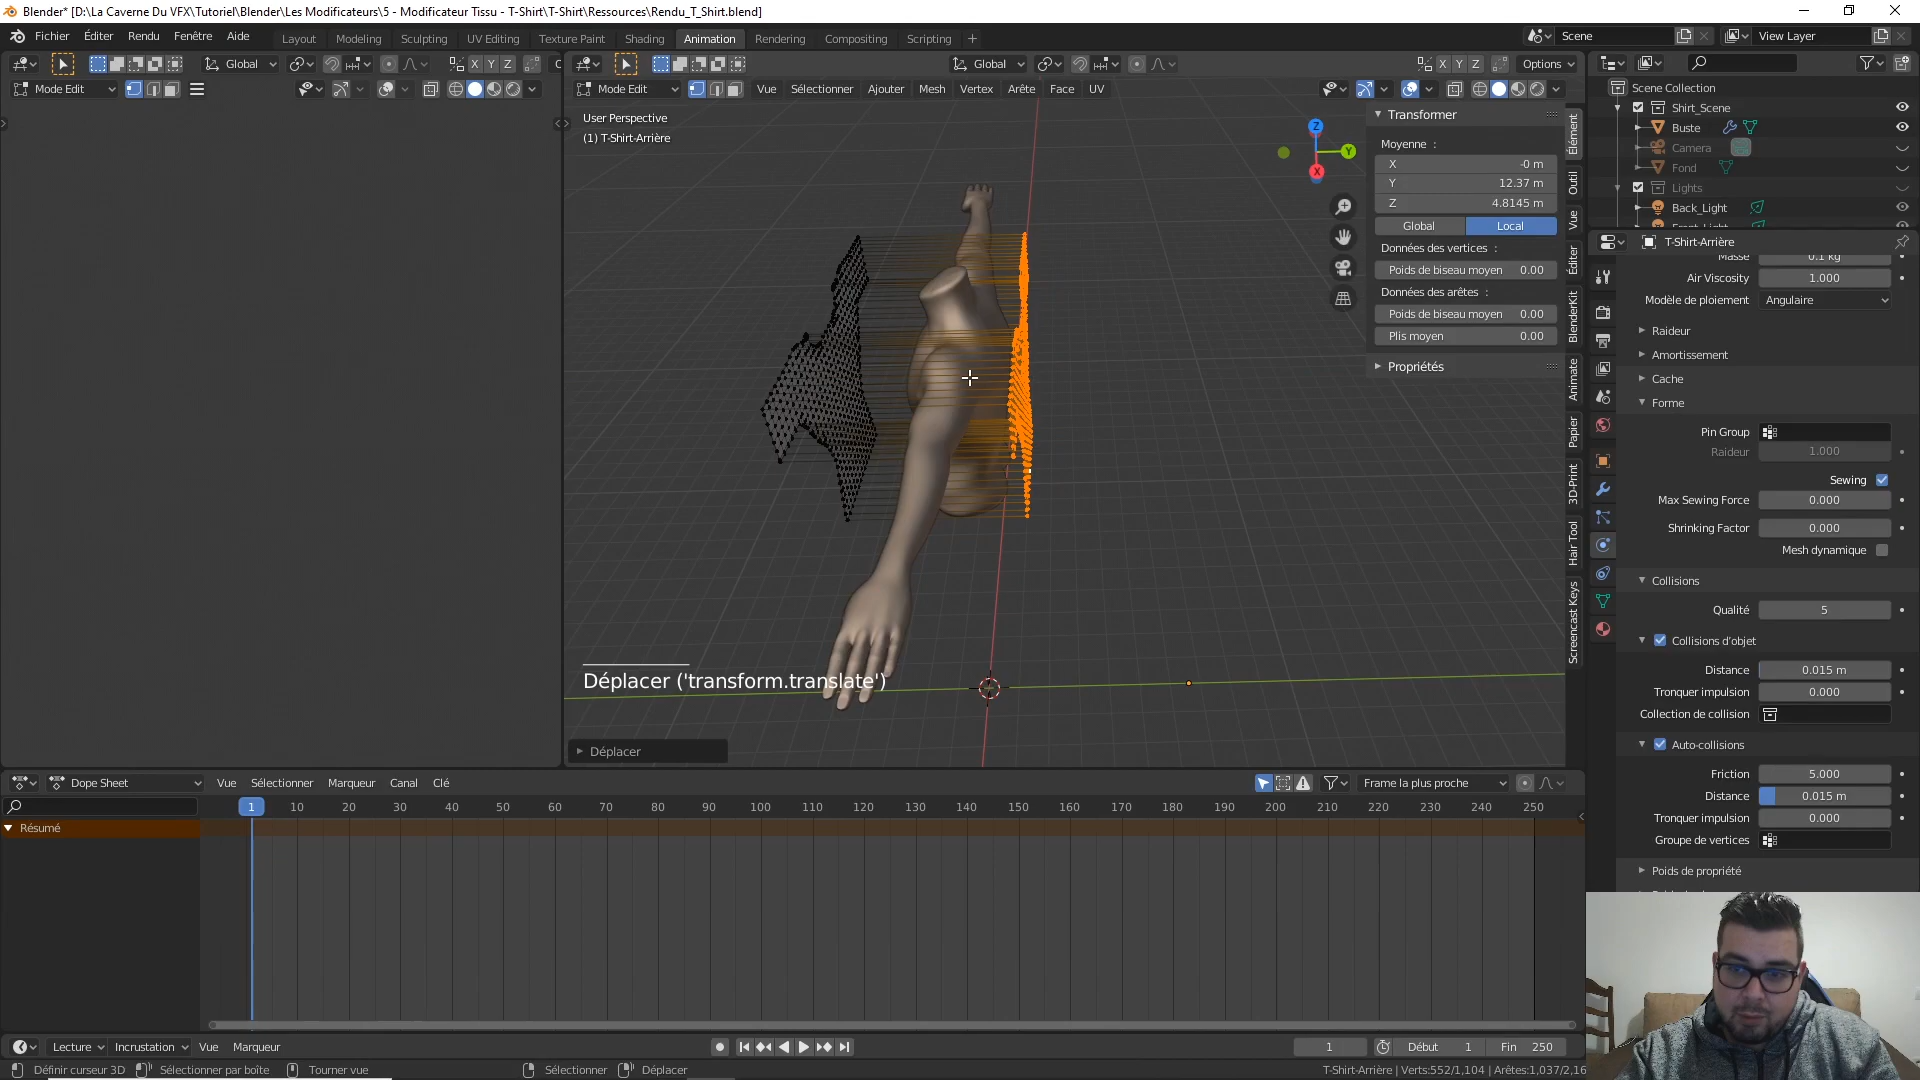 Blender* [D:\La Caverne Du VFX\Tutoriel\Blender\Les Modificateurs\5 - Modificateur Tissu - T-Shirt\T-Shirt\Ressources\Rendu_T_Shirt.blend]
Fichier Éditer Rendu Fenêtre Aide Layout Modeling Sculpting UV Editing Texture Paint Shading Animation Rendering Compositing Scripting + Scene View Layer
Global X Y Z Global X Y Z Options
Mode Edit Mode Edit Vue Sélectionner Ajouter Mesh Vertex Arête Face UV
User Perspective
(1) T-Shirt-Arrière
Z
Y
X
Transformer
Moyenne :
X -0 m
Y 12.37 m
Z 4.8145 m
Global Local
Données des vertices :
Poids de biseau moyen 0.00
Données des arêtes :
Poids de biseau moyen 0.00
Plis moyen 0.00
Propriétés
Elément
Outil
Vue
Éditer
BlenderKit
Animate
Papier
3D-Print
Hair Tool
Screencast Keys
Scene Collection
Shirt_Scene
Buste
Camera
Fond
Lights
Back_Light
T-Shirt-Arrière
Masse 0.1 kg
Air Viscosity 1.000
Modèle de ploiement Angulaire
Raideur
Amortissement
Cache
Forme
Pin Group
Raideur 1.000
Sewing
Max Sewing Force 0.000
Shrinking Factor 0.000
Mesh dynamique
Collisions
Qualité 5
Collisions d'objet
Distance 0.015 m
Tronquer impulsion 0.000
Collection de collision
Auto-collisions
Friction 5.000
Distance 0.015 m
Tronquer impulsion 0.000
Groupe de vertices
Poids de propriété
Déplacer ('transform.translate')
Déplacer
Dope Sheet Vue Sélectionner Marqueur Canal Clé Frame la plus proche
1 10 20 30 40 50 60 70 80 90 100 110 120 130 140 150 160 170 180 190 200 210 220 230 240 250
Résumé
Lecture Incrustation Vue Marqueur 1 Début 1 Fin 250
Définir curseur 3D Sélectionner par boîte Tourner vue Sélectionner Déplacer T-Shirt-Arrière | Verts:552/1,104 | Arêtes:1,037/2,16